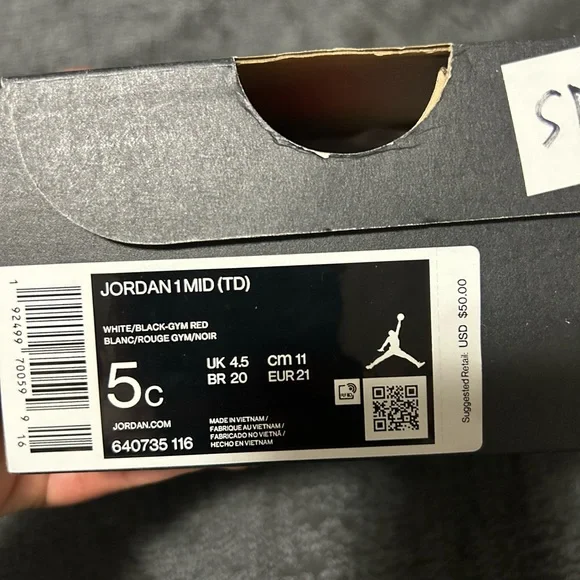 JORDAN 1 MID (TD)
WHITE/BLACK-GYM RED
BLANC/ROUGE GYM/NOIR
5C
UK 4.5 cm 11
BR 20 EUR 21
JORDAN.COM
640735 116
MADE IN VIETNAM /
FABRIQUE AU VIETNAM /
FABRICADO NO VIETNÃ /
HECHO EN VIETNAM
Suggested Retail: USD $50.00
1 92499 70059 9 16